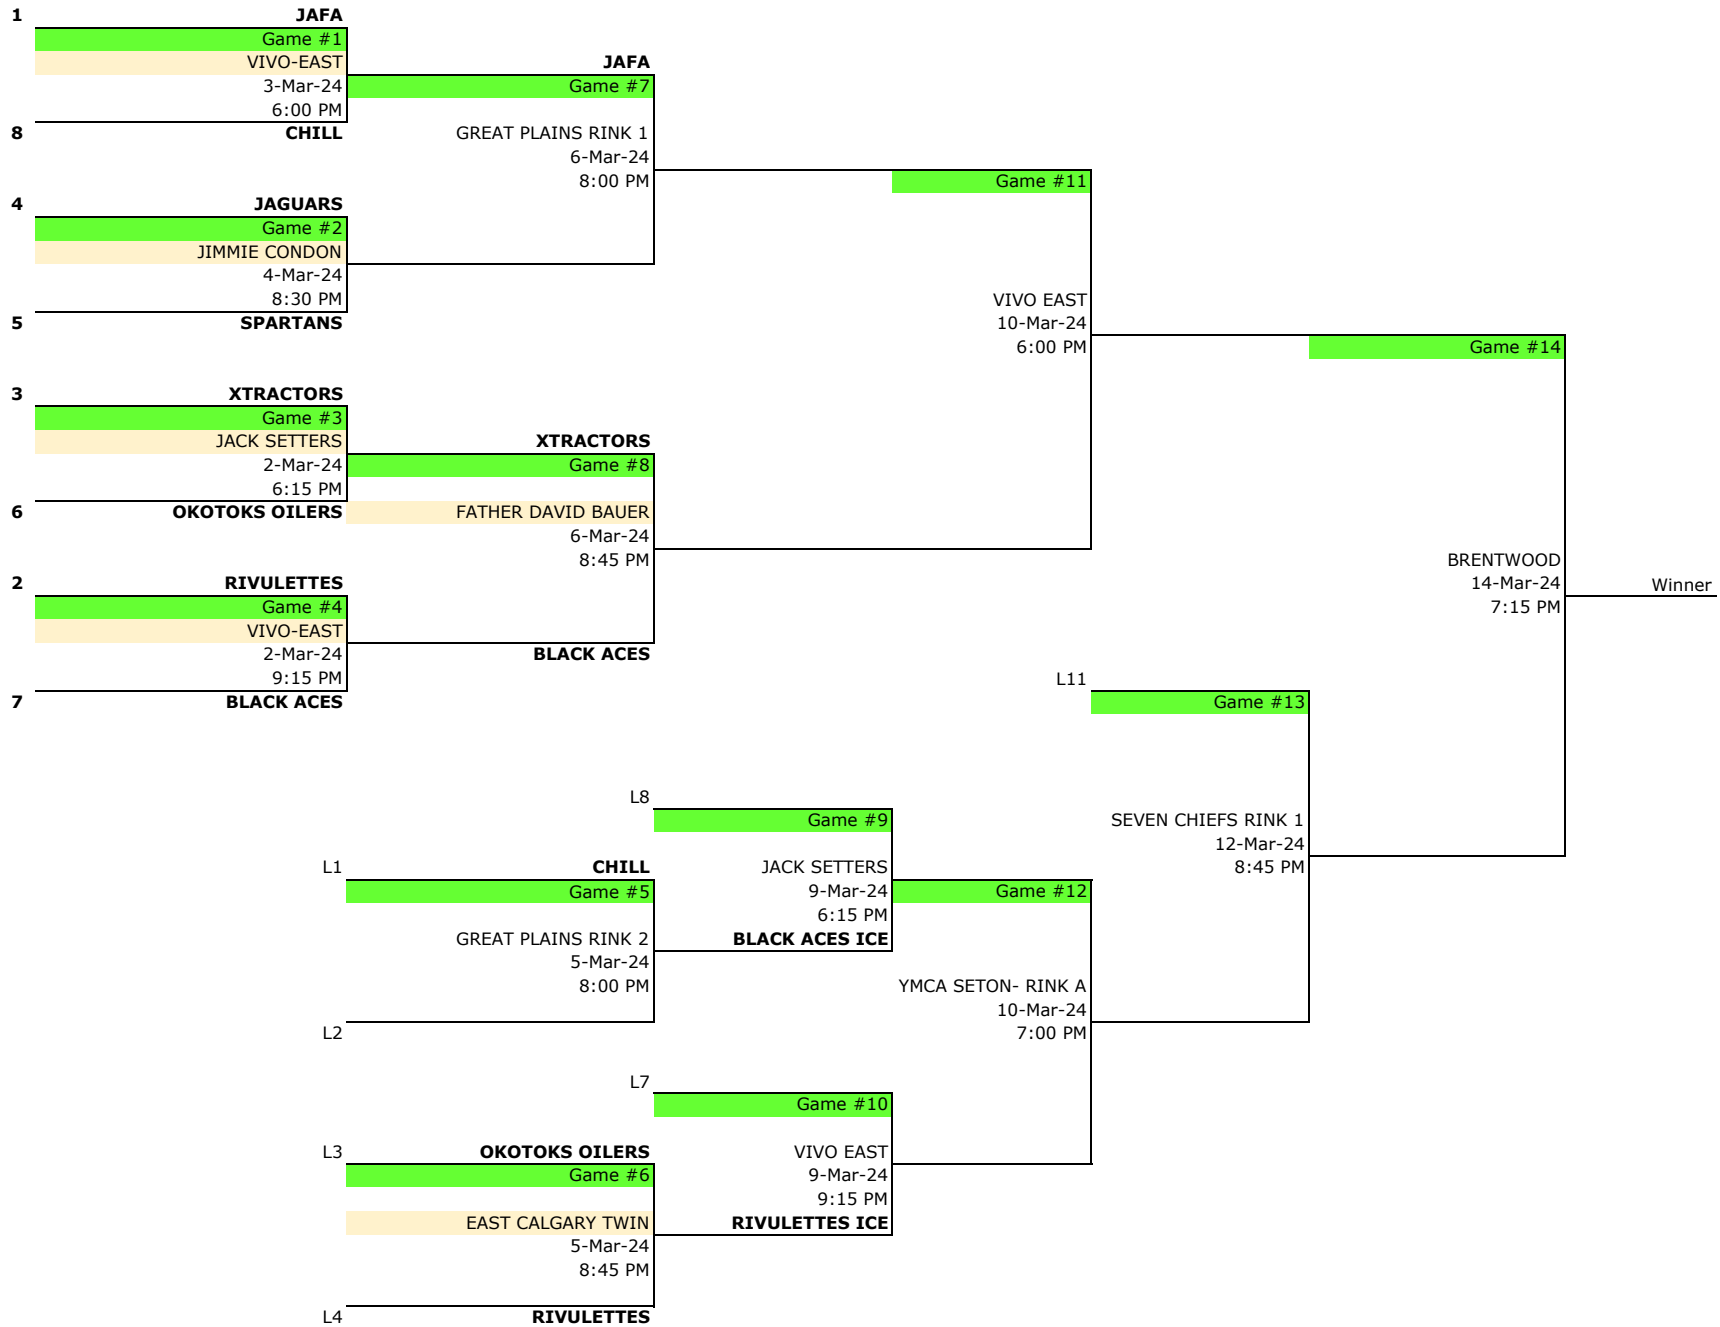 1 JAFA
Game #1
VIVO-EAST
3-Mar-24
6:00 PM
8 CHILL
4 JAGUARS
Game #2
JIMMIE CONDON
4-Mar-24
8:30 PM
5 SPARTANS
3 XTRACTORS
Game #3
JACK SETTERS
2-Mar-24
6:15 PM
6 OKOTOKS OILERS
2 RIVULETTES
Game #4
VIVO-EAST
2-Mar-24
9:15 PM
7 BLACK ACES
JAFA
Game #7
GREAT PLAINS RINK 1
6-Mar-24
8:00 PM
XTRACTORS
Game #8
FATHER DAVID BAUER
6-Mar-24
8:45 PM
BLACK ACES
Game #11
VIVO EAST
10-Mar-24
6:00 PM
Game #14
BRENTWOOD
14-Mar-24
7:15 PM
Winner
L11
Game #13
SEVEN CHIEFS RINK 1
12-Mar-24
8:45 PM
L8
Game #9
JACK SETTERS
9-Mar-24
6:15 PM
BLACK ACES ICE
L1 CHILL
Game #5
GREAT PLAINS RINK 2
5-Mar-24
8:00 PM
L2
Game #12
YMCA SETON- RINK A
10-Mar-24
7:00 PM
L7
Game #10
VIVO EAST
9-Mar-24
9:15 PM
RIVULETTES ICE
L3 OKOTOKS OILERS
Game #6
EAST CALGARY TWIN
5-Mar-24
8:45 PM
L4 RIVULETTES